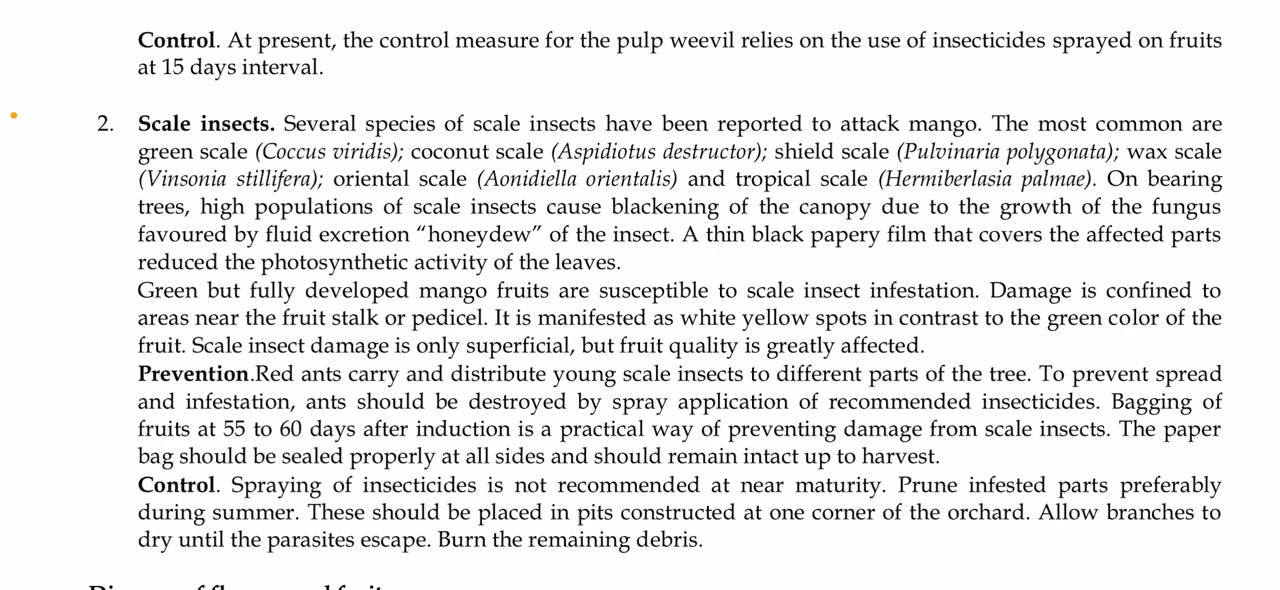 Control. At present, the control measure for the pulp weevil relies on the use of insecticides sprayed on fruits
at 15 days interval.
2. Scale insects. Several species of scale insects have been reported to attack mango. The most common are
green scale (Coccus viridis); coconut scale (Aspidiotus destructor); shield scale (Pulvinaria polygonata); wax scale
(Vinsonia stillifera); oriental scale (Aonidiella orientalis) and tropical scale (Hermiberlasia palmae). On bearing
trees, high populations of scale insects cause blackening of the canopy due to the growth of the fungus
favoured by fluid excretion “honeydew” of the insect. A thin black papery film that covers the affected parts
reduced the photosynthetic activity of the leaves.
Green but fully developed mango fruits are susceptible to scale insect infestation. Damage is confined to
areas near the fruit stalk or pedicel. It is manifested as white yellow spots in contrast to the green color of the
fruit. Scale insect damage is only superficial, but fruit quality is greatly affected.
Prevention.Red ants carry and distribute young scale insects to different parts of the tree. To prevent spread
and infestation, ants should be destroyed by spray application of recommended insecticides. Bagging of
fruits at 55 to 60 days after induction is a practical way of preventing damage from scale insects. The paper
bag should be sealed properly at all sides and should remain intact up to harvest.
Control. Spraying of insecticides is not recommended at near maturity. Prune infested parts preferably
during summer. These should be placed in pits constructed at one corner of the orchard. Allow branches to
dry until the parasites escape. Burn the remaining debris.